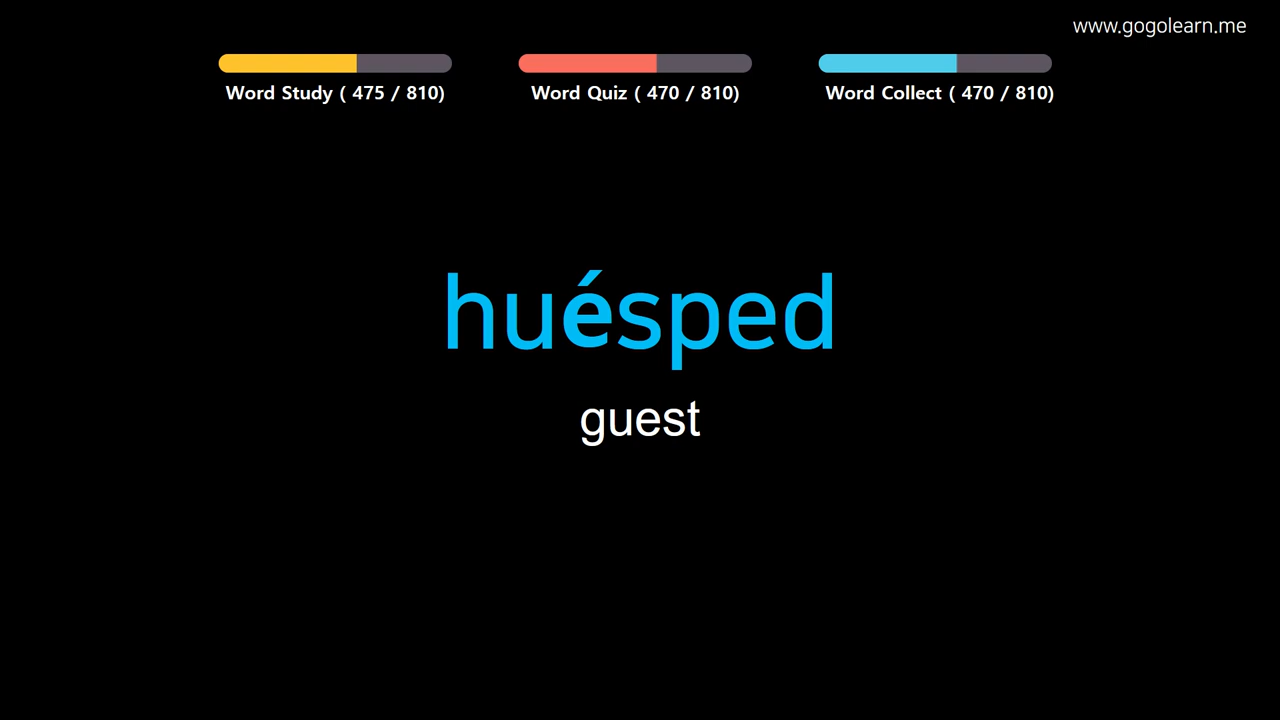 www.gogolearn.me
Word Study ( 475 / 810)
Word Quiz ( 470 / 810)
Word Collect ( 470 / 810)
huésped
guest